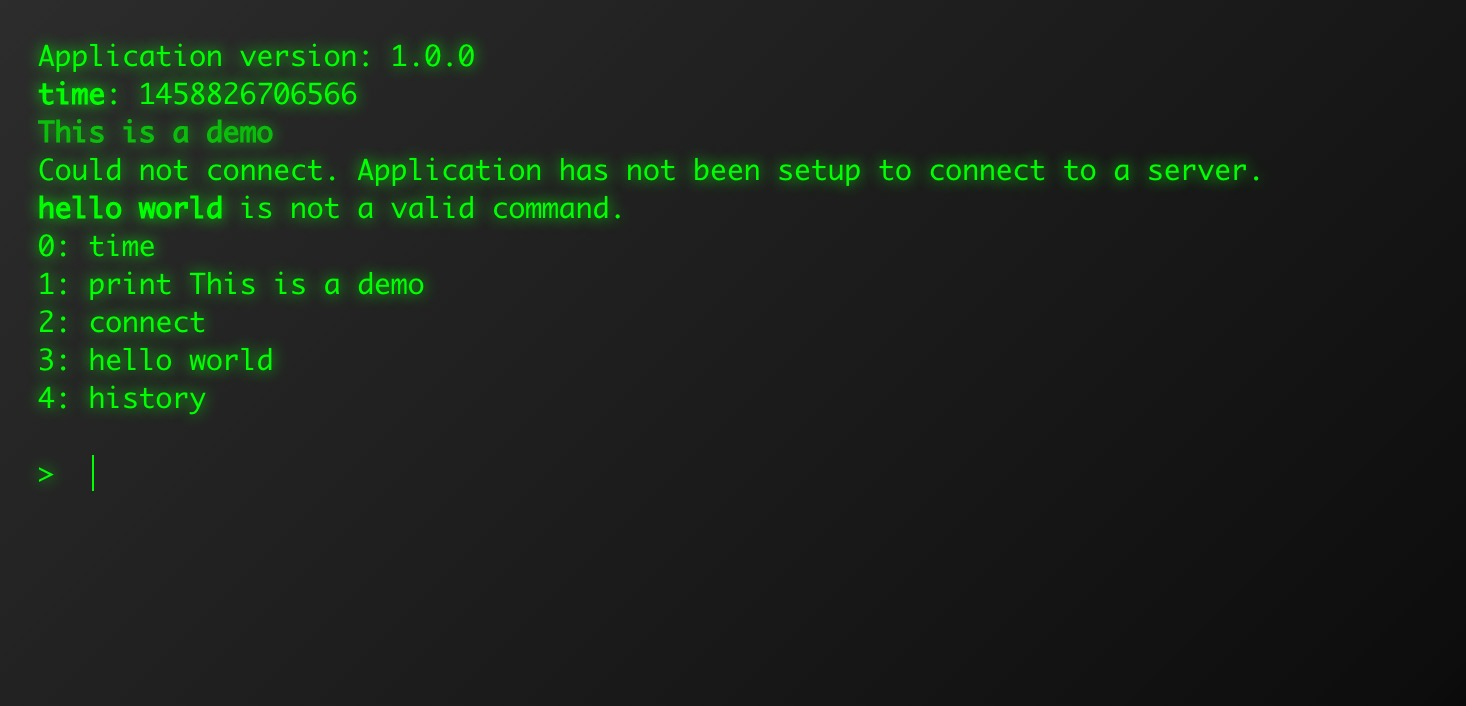 Application version: 1.0.0
time: 1458826706566
This is a demo
Could not connect. Application has not been setup to connect to a server.
hello world is not a valid command.
0: time
1: print This is a demo
2: connect
3: hello world
4: history
>